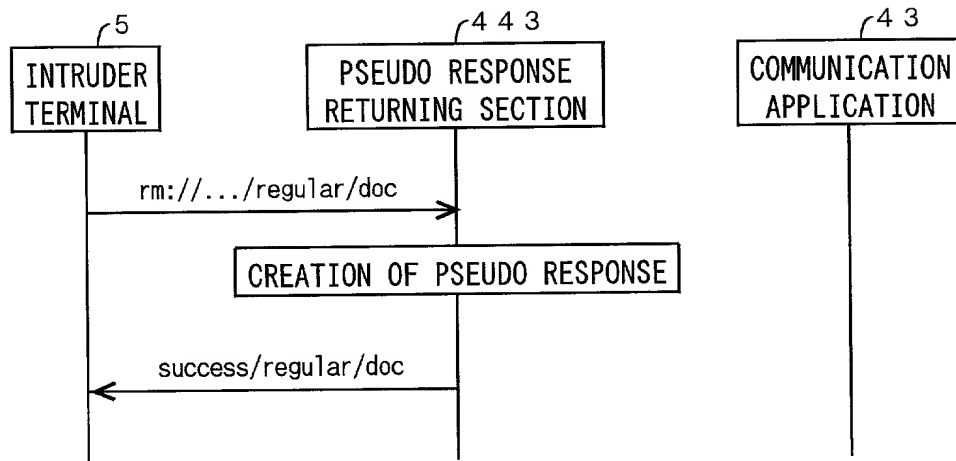 5
4 4 3
4 3
INTRUDER
TERMINAL
PSEUDO RESPONSE
RETURNING SECTION
COMMUNICATION
APPLICATION
rm://.../regular/doc
CREATION OF PSEUDO RESPONSE
success/regular/doc